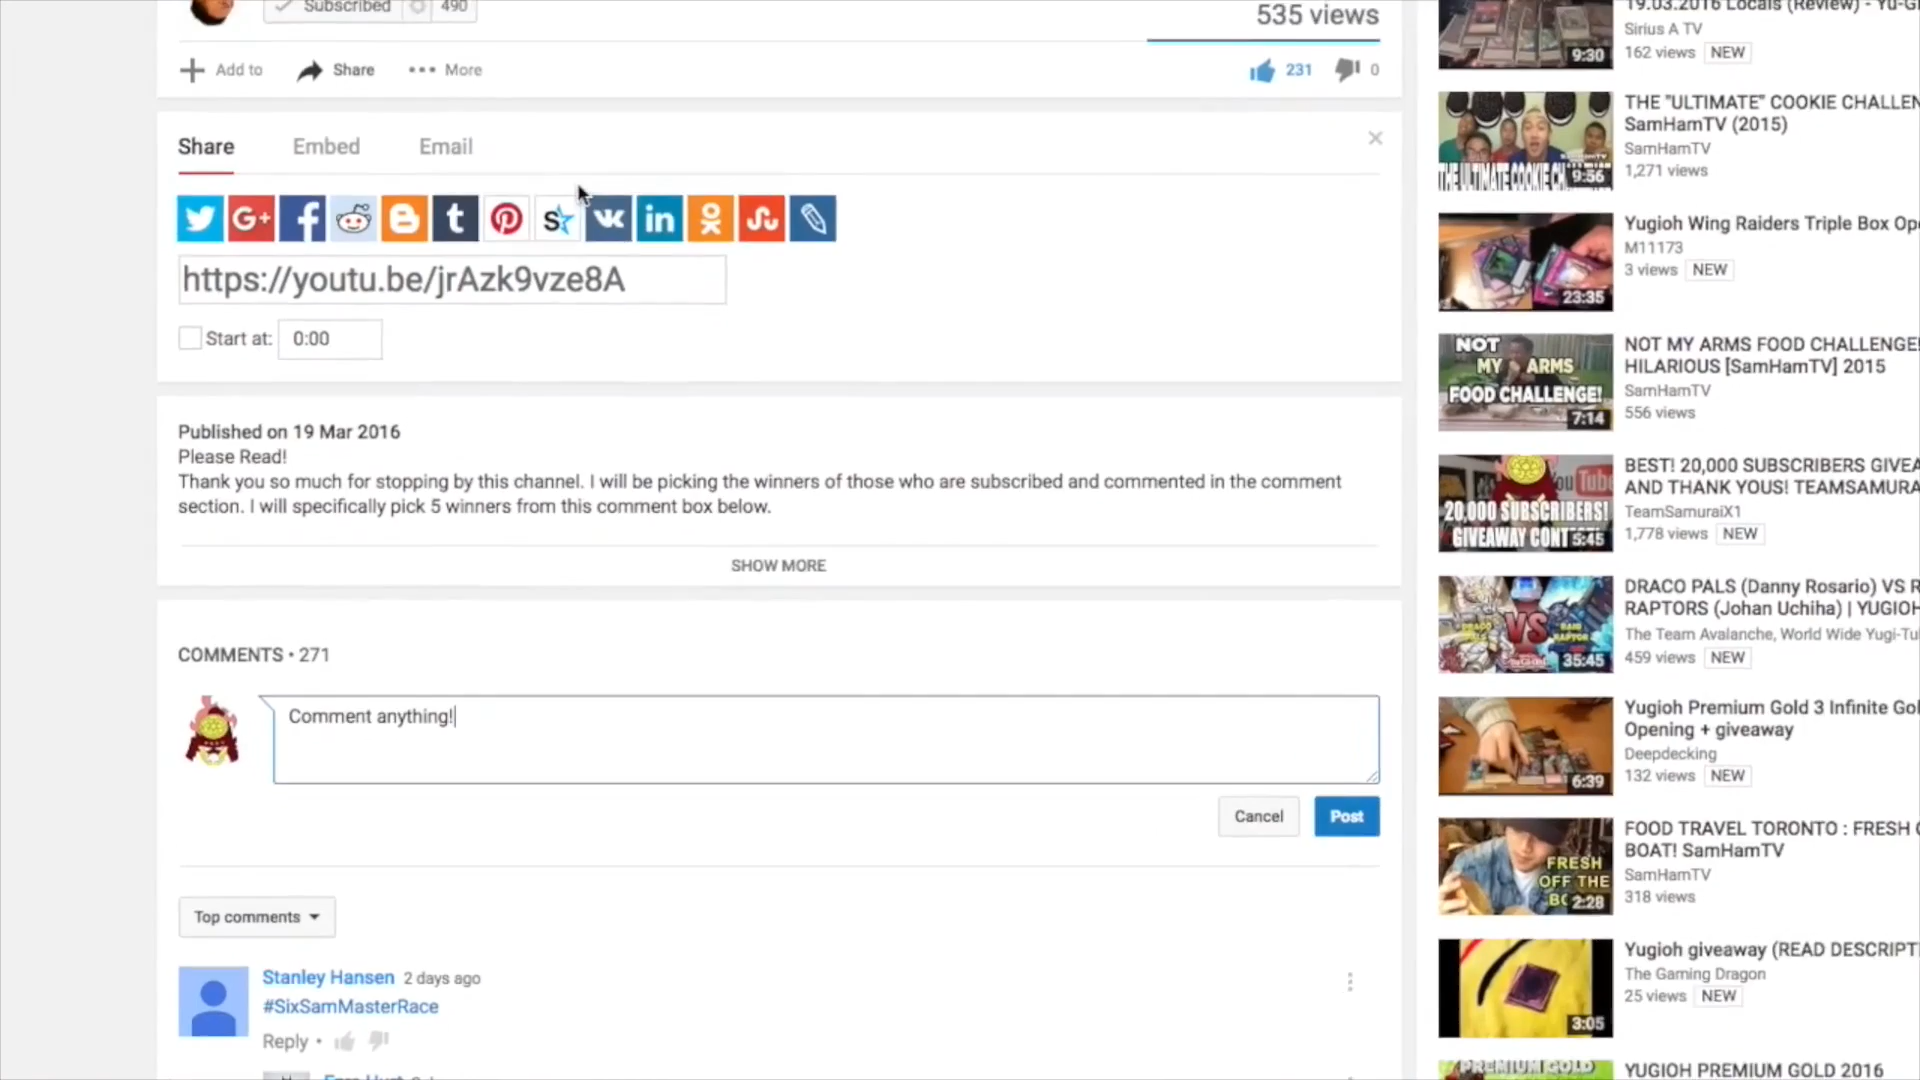 Subscribed 490
535 views
Add to Share More
231 0
Share Embed Email
https://youtu.be/jrAzk9vze8A
Start at: 0:00
Published on 19 Mar 2016
Please Read!
Thank you so much for stopping by this channel. I will be picking the winners of those who are subscribed and commented in the comment
section. I will specifically pick 5 winners from this comment box below.
SHOW MORE
COMMENTS • 271
Comment anything!
Cancel Post
Top comments
Stanley Hansen 2 days ago
#SixSamMasterRace
Reply •
19.03.2016 Locals (Review) - Yu-G
Sirius A TV
162 views NEW
9:30
THE "ULTIMATE" COOKIE CHALLEN
SamHamTV (2015)
SamHamTV
1,271 views
9:56
Yugioh Wing Raiders Triple Box Op
M11173
3 views NEW
23:35
NOT MY ARMS FOOD CHALLENGE!
HILARIOUS [SamHamTV] 2015
SamHamTV
556 views
NOT
MY ARMS
FOOD CHALLENGE!
7:14
BEST! 20,000 SUBSCRIBERS GIVEA
AND THANK YOUS! TEAMSAMURA
TeamSamuraiX1
1,778 views NEW
20,000 SUBSCRIBERS!
GIVEAWAY CONT
5:45
DRACO PALS (Danny Rosario) VS R
RAPTORS (Johan Uchiha) | YUGIOH
The Team Avalanche, World Wide Yugi-Tu
459 views NEW
VS
35:45
Yugioh Premium Gold 3 Infinite Gol
Opening + giveaway
Deepdecking
132 views NEW
6:39
FOOD TRAVEL TORONTO : FRESH O
BOAT! SamHamTV
SamHamTV
318 views
FRESH
OFF THE
2:28
Yugioh giveaway (READ DESCRIPT
The Gaming Dragon
25 views NEW
3:05
YUGIOH PREMIUM GOLD 2016
PREMIUM GOLD